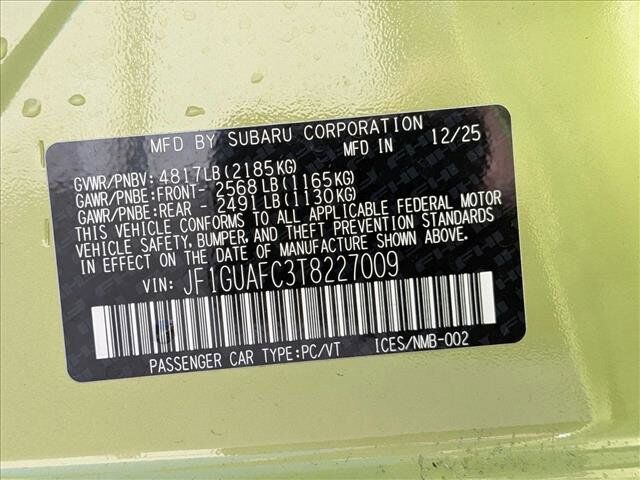 MFD BY SUBARU CORPORATION
MFD IN 12/25
GVWR/PNBV: 4817LB(2185KG)
GAWR/PNBE:FRONT- 2568LB(1165KG)
GAWR/PNBE:REAR - 2491LB(1130KG)
THIS VEHICLE CONFORMS TO ALL APPLICABLE FEDERAL MOTOR
VEHICLE SAFETY, BUMPER, AND THEFT PREVENTION STANDARDS
IN EFFECT ON THE DATE OF MANUFACTURE SHOWN ABOVE.
VIN: JF1GUAFC3T8227009
PASSENGER CAR TYPE:PC/VT ICES/NMB-002